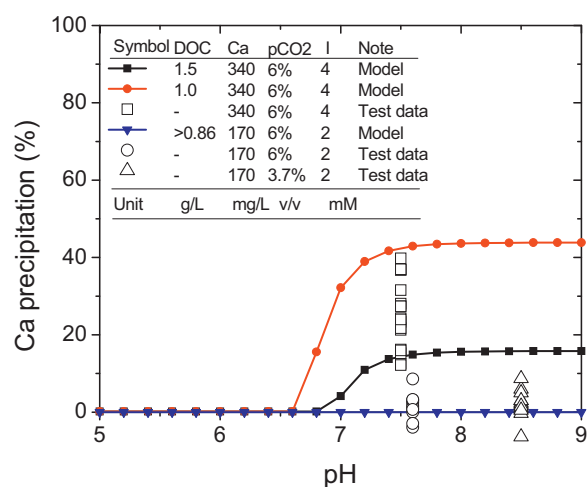 100
80
60
40
20
0
Ca precipitation (%)
Symbol DOC Ca pCO2 I Note
1.5 340 6% 4 Model
1.0 340 6% 4 Model
- 340 6% 4 Test data
>0.86 170 6% 2 Model
- 170 6% 2 Test data
- 170 3.7% 2 Test data
Unit g/L mg/L v/v mM
5 6 7 8 9
pH